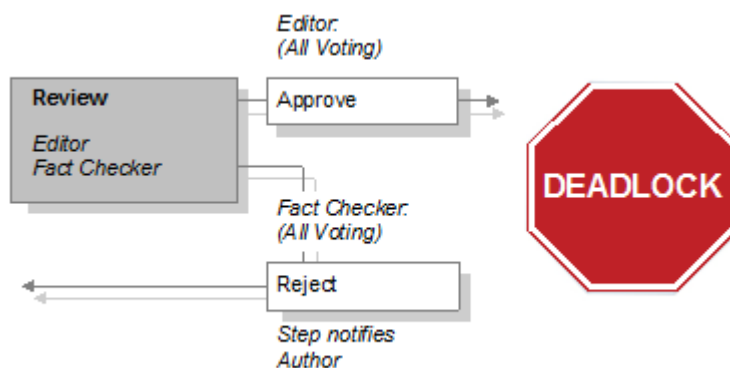 Editor:
(All Voting)
Review
Approve
Editor
Fact Checker
DEADLOCK
Fact Checker:
(All Voting)
Reject
Step notifies
Author